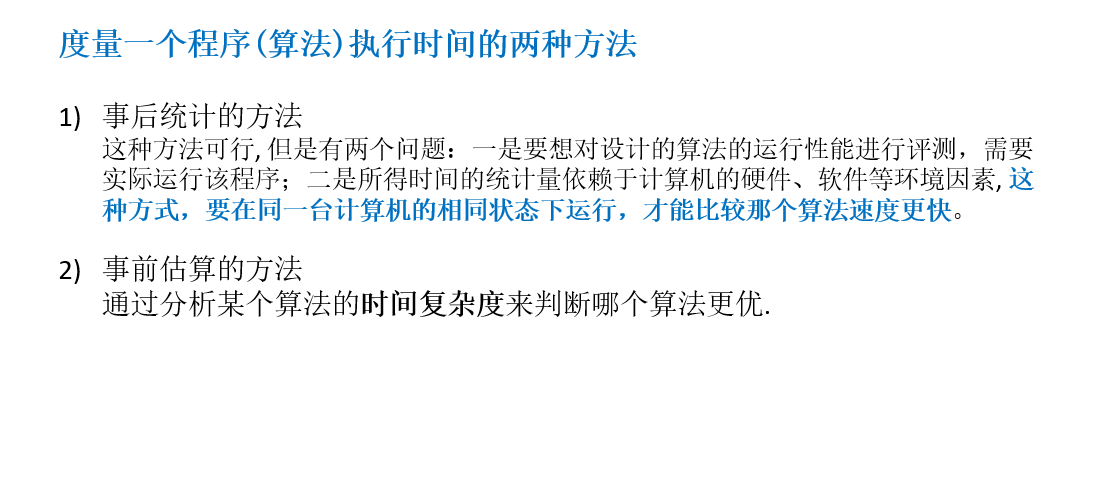 度量一个程序(算法)执行时间的两种方法
1) 事后统计的方法
这种方法可行, 但是有两个问题：一是要想对设计的算法的运行性能进行评测，需要
实际运行该程序；二是所得时间的统计量依赖于计算机的硬件、软件等环境因素, 这
种方式，要在同一台计算机的相同状态下运行，才能比较那个算法速度更快。
2) 事前估算的方法
通过分析某个算法的时间复杂度来判断哪个算法更优.